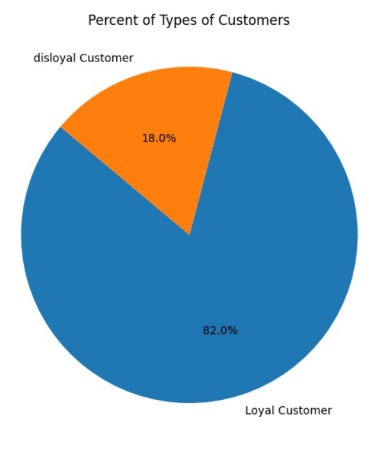 Percent of Types of Customers
disloyal Customer
18.0%
82.0%
Loyal Customer